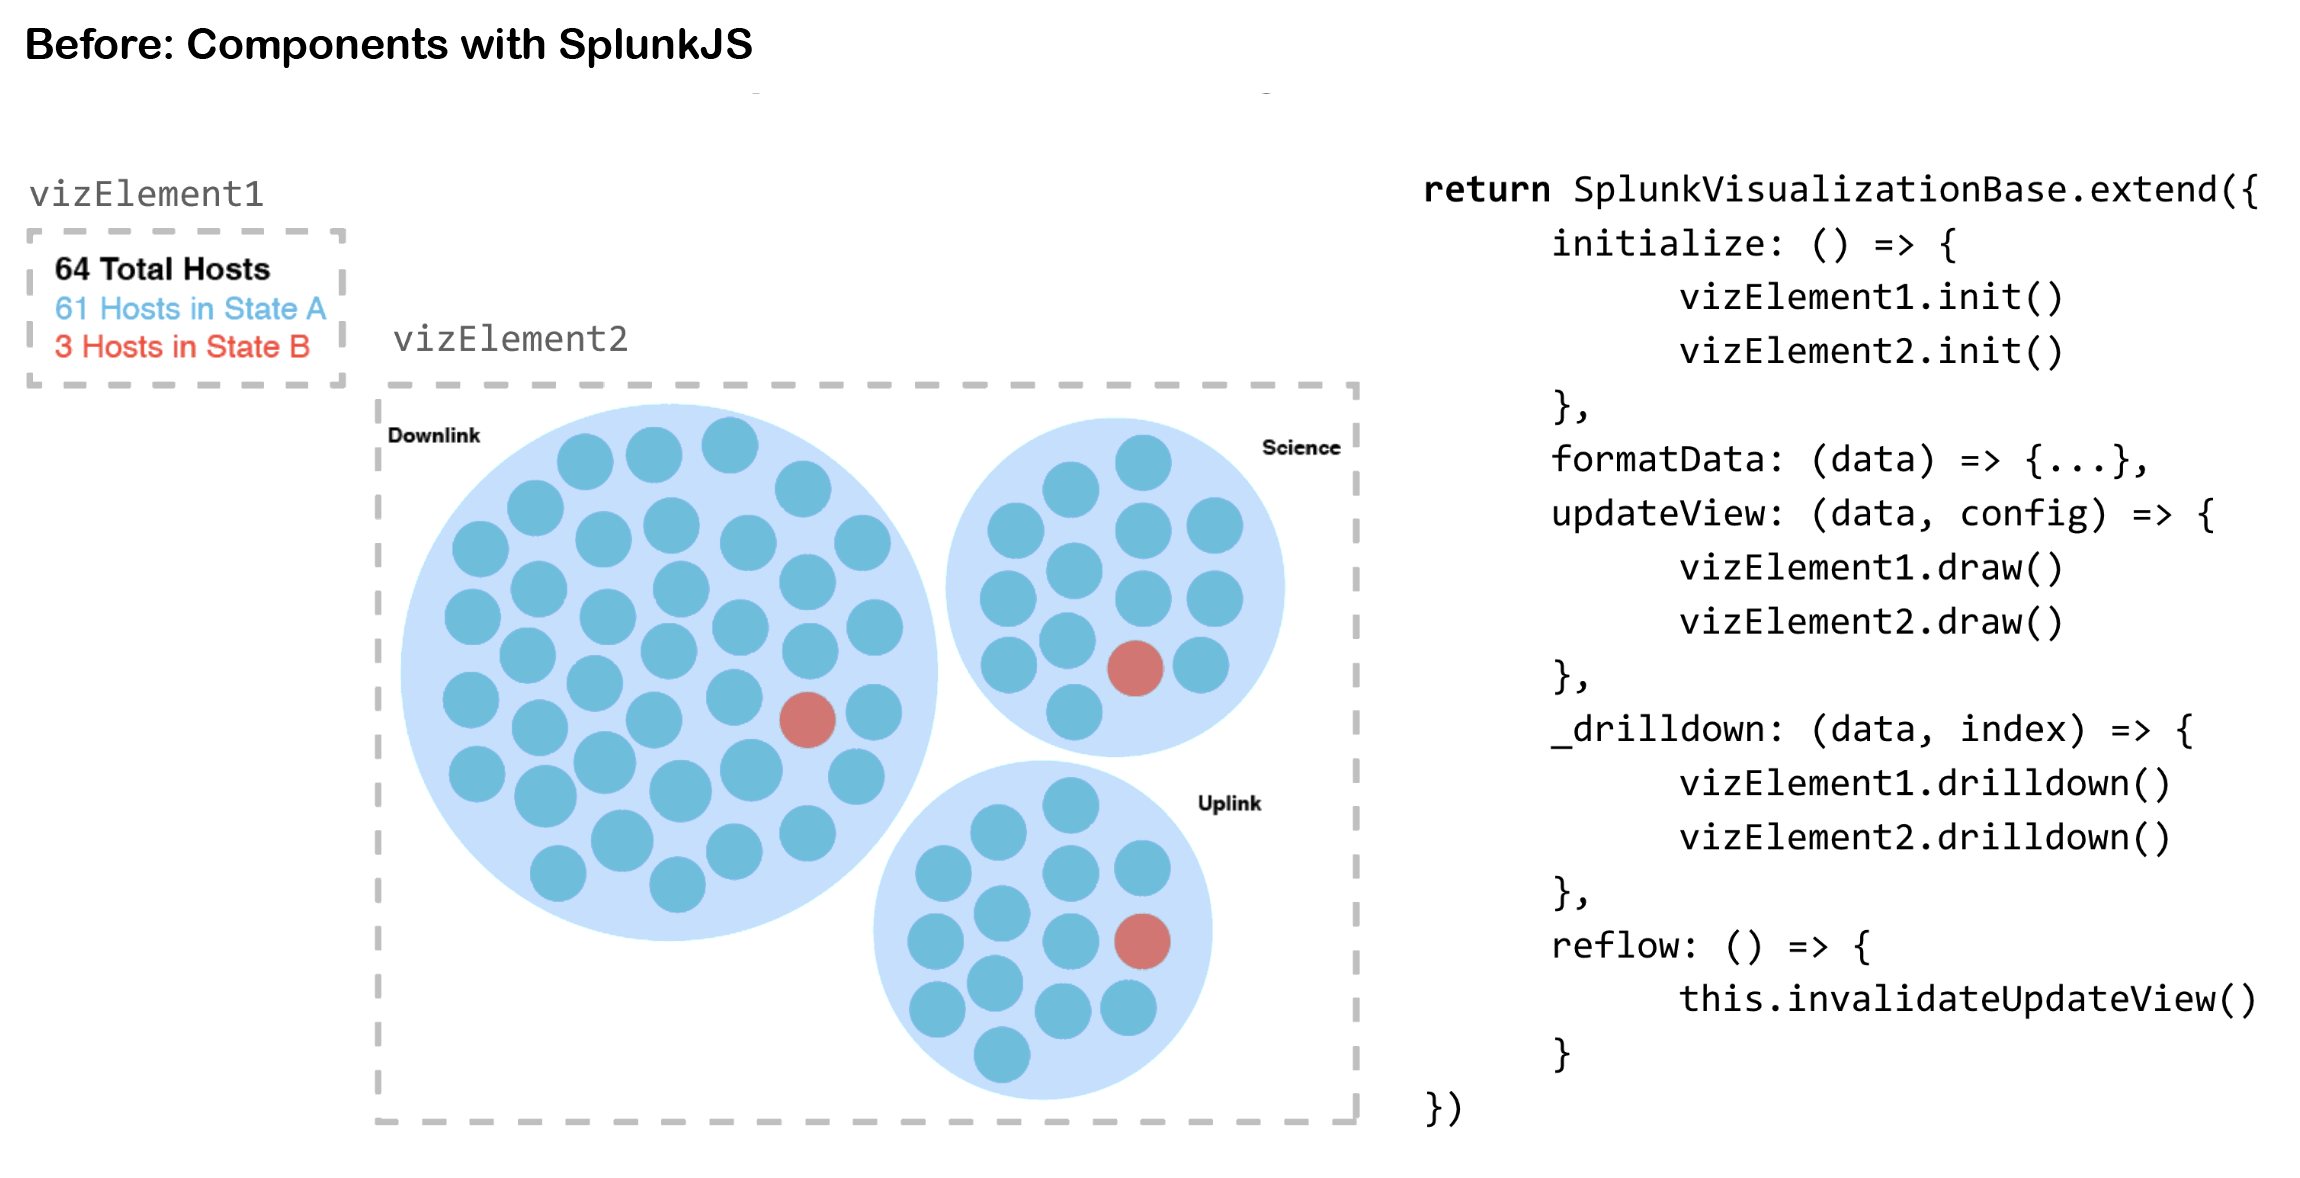 Before: Components with SplunkJS
vizElement1
64 Total Hosts
61 Hosts in State A
3 Hosts in State B
vizElement2
Downlink
Science
Uplink
return SplunkVisualizationBase.extend({
initialize: () => {
vizElement1.init()
vizElement2.init()
},
formatData: (data) => {...},
updateView: (data, config) => {
vizElement1.draw()
vizElement2.draw()
},
_drilldown: (data, index) => {
vizElement1.drilldown()
vizElement2.drilldown()
},
reflow: () => {
this.invalidateUpdateView()
}
})